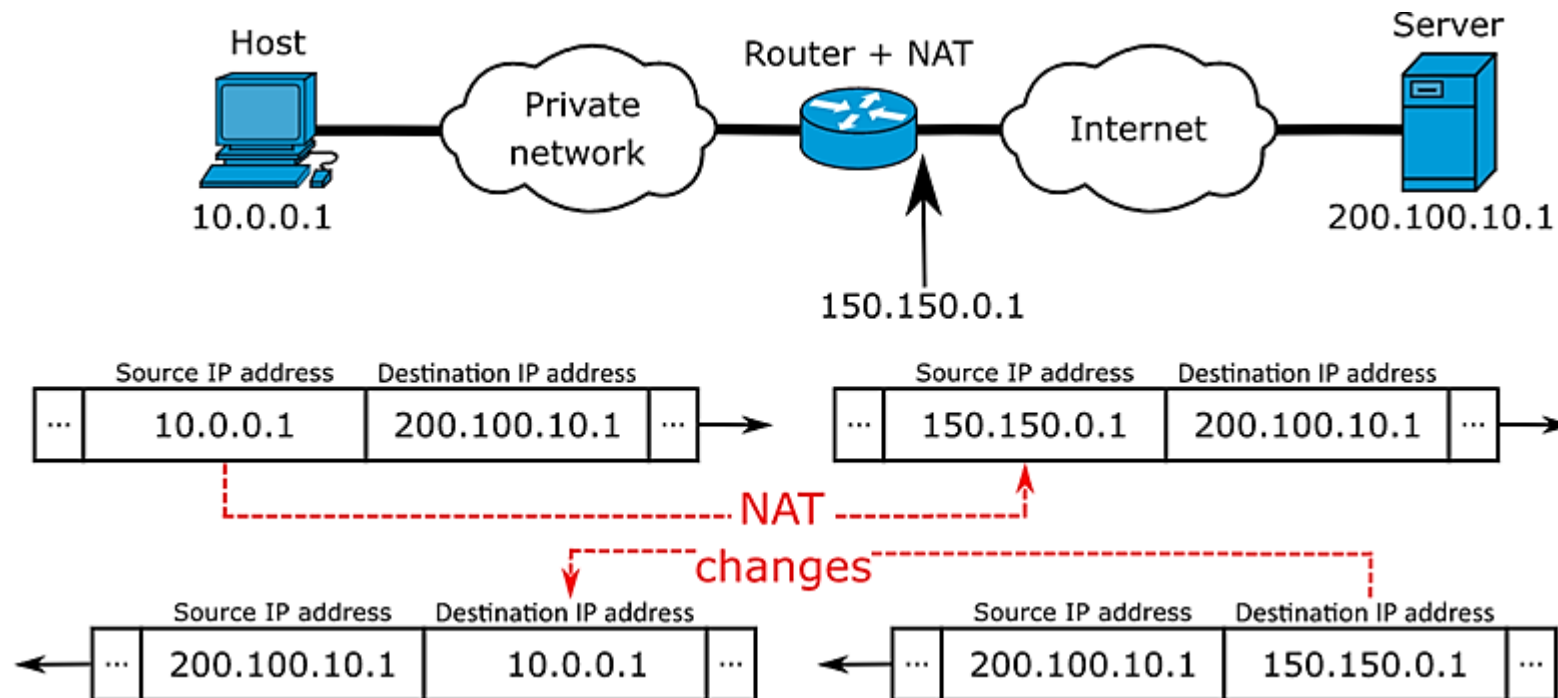 Host
Router + NAT
Server
Private
network
Internet
10.0.0.1
200.100.10.1
150.150.0.1
Source IP address Destination IP address
... 10.0.0.1 200.100.10.1 ...
Source IP address Destination IP address
... 150.150.0.1 200.100.10.1 ...
NAT
changes
Source IP address Destination IP address
... 200.100.10.1 10.0.0.1 ...
Source IP address Destination IP address
... 200.100.10.1 150.150.0.1 ...